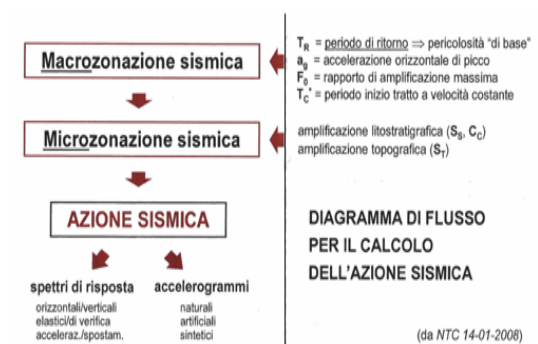 Macrozonazione sismica
T_R = periodo di ritorno ⇒ pericolosità "di base"
a_g = accelerazione orizzontale di picco
F_0 = rapporto di amplificazione massima
T_C* = periodo inizio tratto a velocità costante
Microzonazione sismica
amplificazione litostratigrafica (S_S, C_C)
amplificazione topografica (S_T)
AZIONE SISMICA
spettri di risposta
orizzontali/verticali
elastici/di verifica
acceleraz./spostam.
accelerogrammi
naturali
artificiali
sintetici
DIAGRAMMA DI FLUSSO
PER IL CALCOLO
DELL'AZIONE SISMICA
(da NTC 14-01-2008)